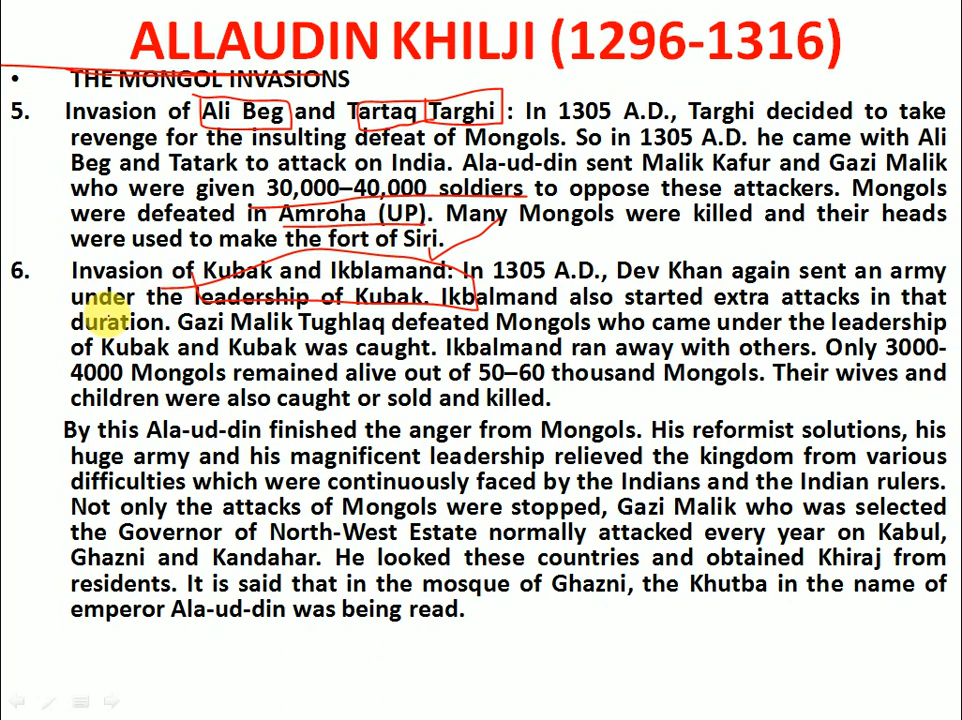 ALLAUDIN KHILJI (1296-1316)
• THE MONGOL INVASIONS
5. Invasion of Ali Beg and Tartaq Targhi : In 1305 A.D., Targhi decided to take
revenge for the insulting defeat of Mongols. So in 1305 A.D. he came with Ali
Beg and Tatark to attack on India. Ala-ud-din sent Malik Kafur and Gazi Malik
who were given 30,000–40,000 soldiers to oppose these attackers. Mongols
were defeated in Amroha (UP). Many Mongols were killed and their heads
were used to make the fort of Siri.
6. Invasion of Kubak and Ikblamand: In 1305 A.D., Dev Khan again sent an army
under the leadership of Kubak. Ikbalmand also started extra attacks in that
duration. Gazi Malik Tughlaq defeated Mongols who came under the leadership
of Kubak and Kubak was caught. Ikbalmand ran away with others. Only 3000-
4000 Mongols remained alive out of 50–60 thousand Mongols. Their wives and
children were also caught or sold and killed.
By this Ala-ud-din finished the anger from Mongols. His reformist solutions, his
huge army and his magnificent leadership relieved the kingdom from various
difficulties which were continuously faced by the Indians and the Indian rulers.
Not only the attacks of Mongols were stopped, Gazi Malik who was selected
the Governor of North-West Estate normally attacked every year on Kabul,
Ghazni and Kandahar. He looked these countries and obtained Khiraj from
residents. It is said that in the mosque of Ghazni, the Khutba in the name of
emperor Ala-ud-din was being read.